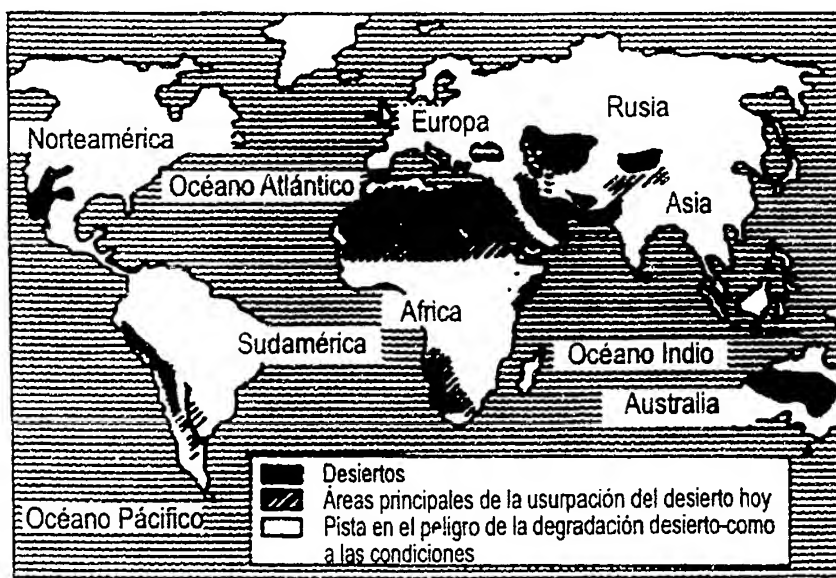 Norteamérica
Europa
Rusia
Océano Atlántico
Asia
Africa
Sudamérica
Océano Indio
Australia
Océano Pácifico
Desiertos
Áreas principales de la usurpación del desierto hoy
Pista en el peligro de la degradación desierto-como
a las condiciones